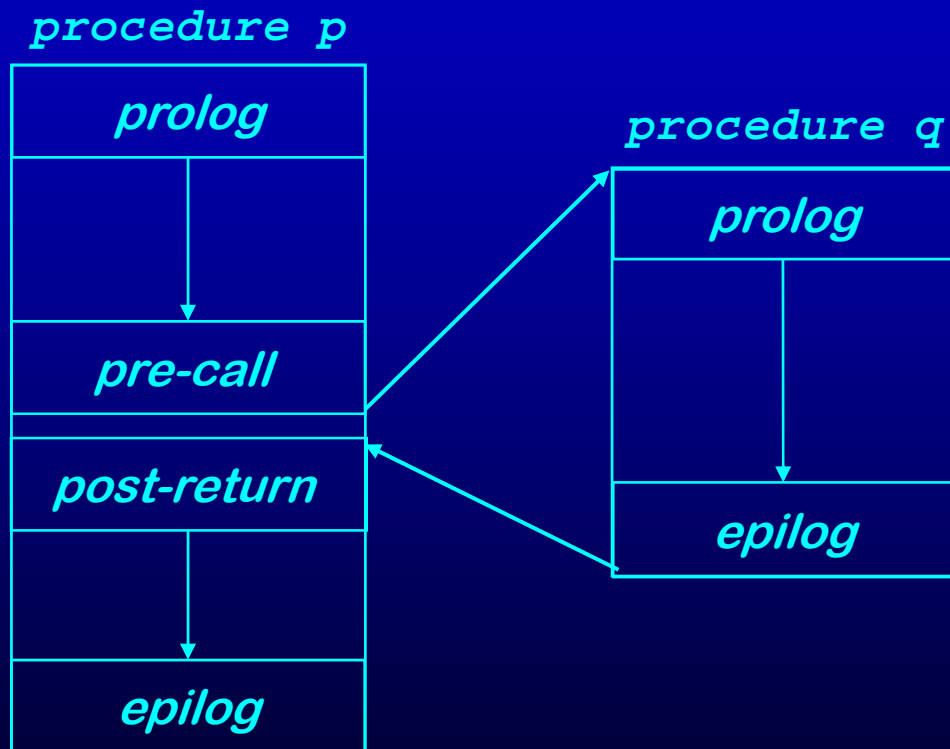 procedure p
prolog
pre-call
post-return
epilog
procedure q
prolog
epilog